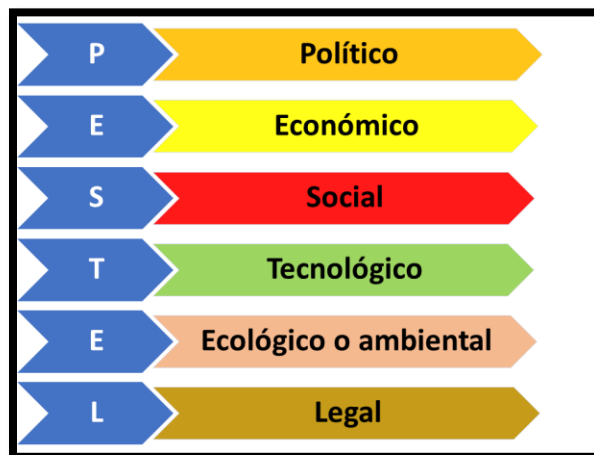 P Político
E Económico
S Social
T Tecnológico
E Ecológico o ambiental
L Legal